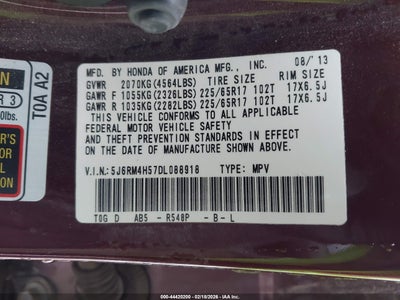 N
R 3
0lbs.
R'S
L
TOA A2
MFD. BY HONDA OF AMERICA MFG., INC. 08/'13
GVWR 2070KG(4564LBS) TIRE SIZE RIM SIZE
GAWR F 1055KG(2326LBS) 225/65R17 102T 17X6.5J
GAWR R 1035KG(2282LBS) 225/65R17 102T 17X6.5J
THIS VEHICLE CONFORMS TO ALL APPLICABLE
FEDERAL MOTOR VEHICLE SAFETY
AND THEFT PREVENTION STANDARDS IN EFFECT
ON THE DATE OF MANUFACTURE SHOWN ABOVE.
V.I.N.: 5J6RM4H57DL088918 TYPE: MPV
T0G D AB5 - R548P - B - L
000-44420200 - 02/18/2026 - IAA Inc.